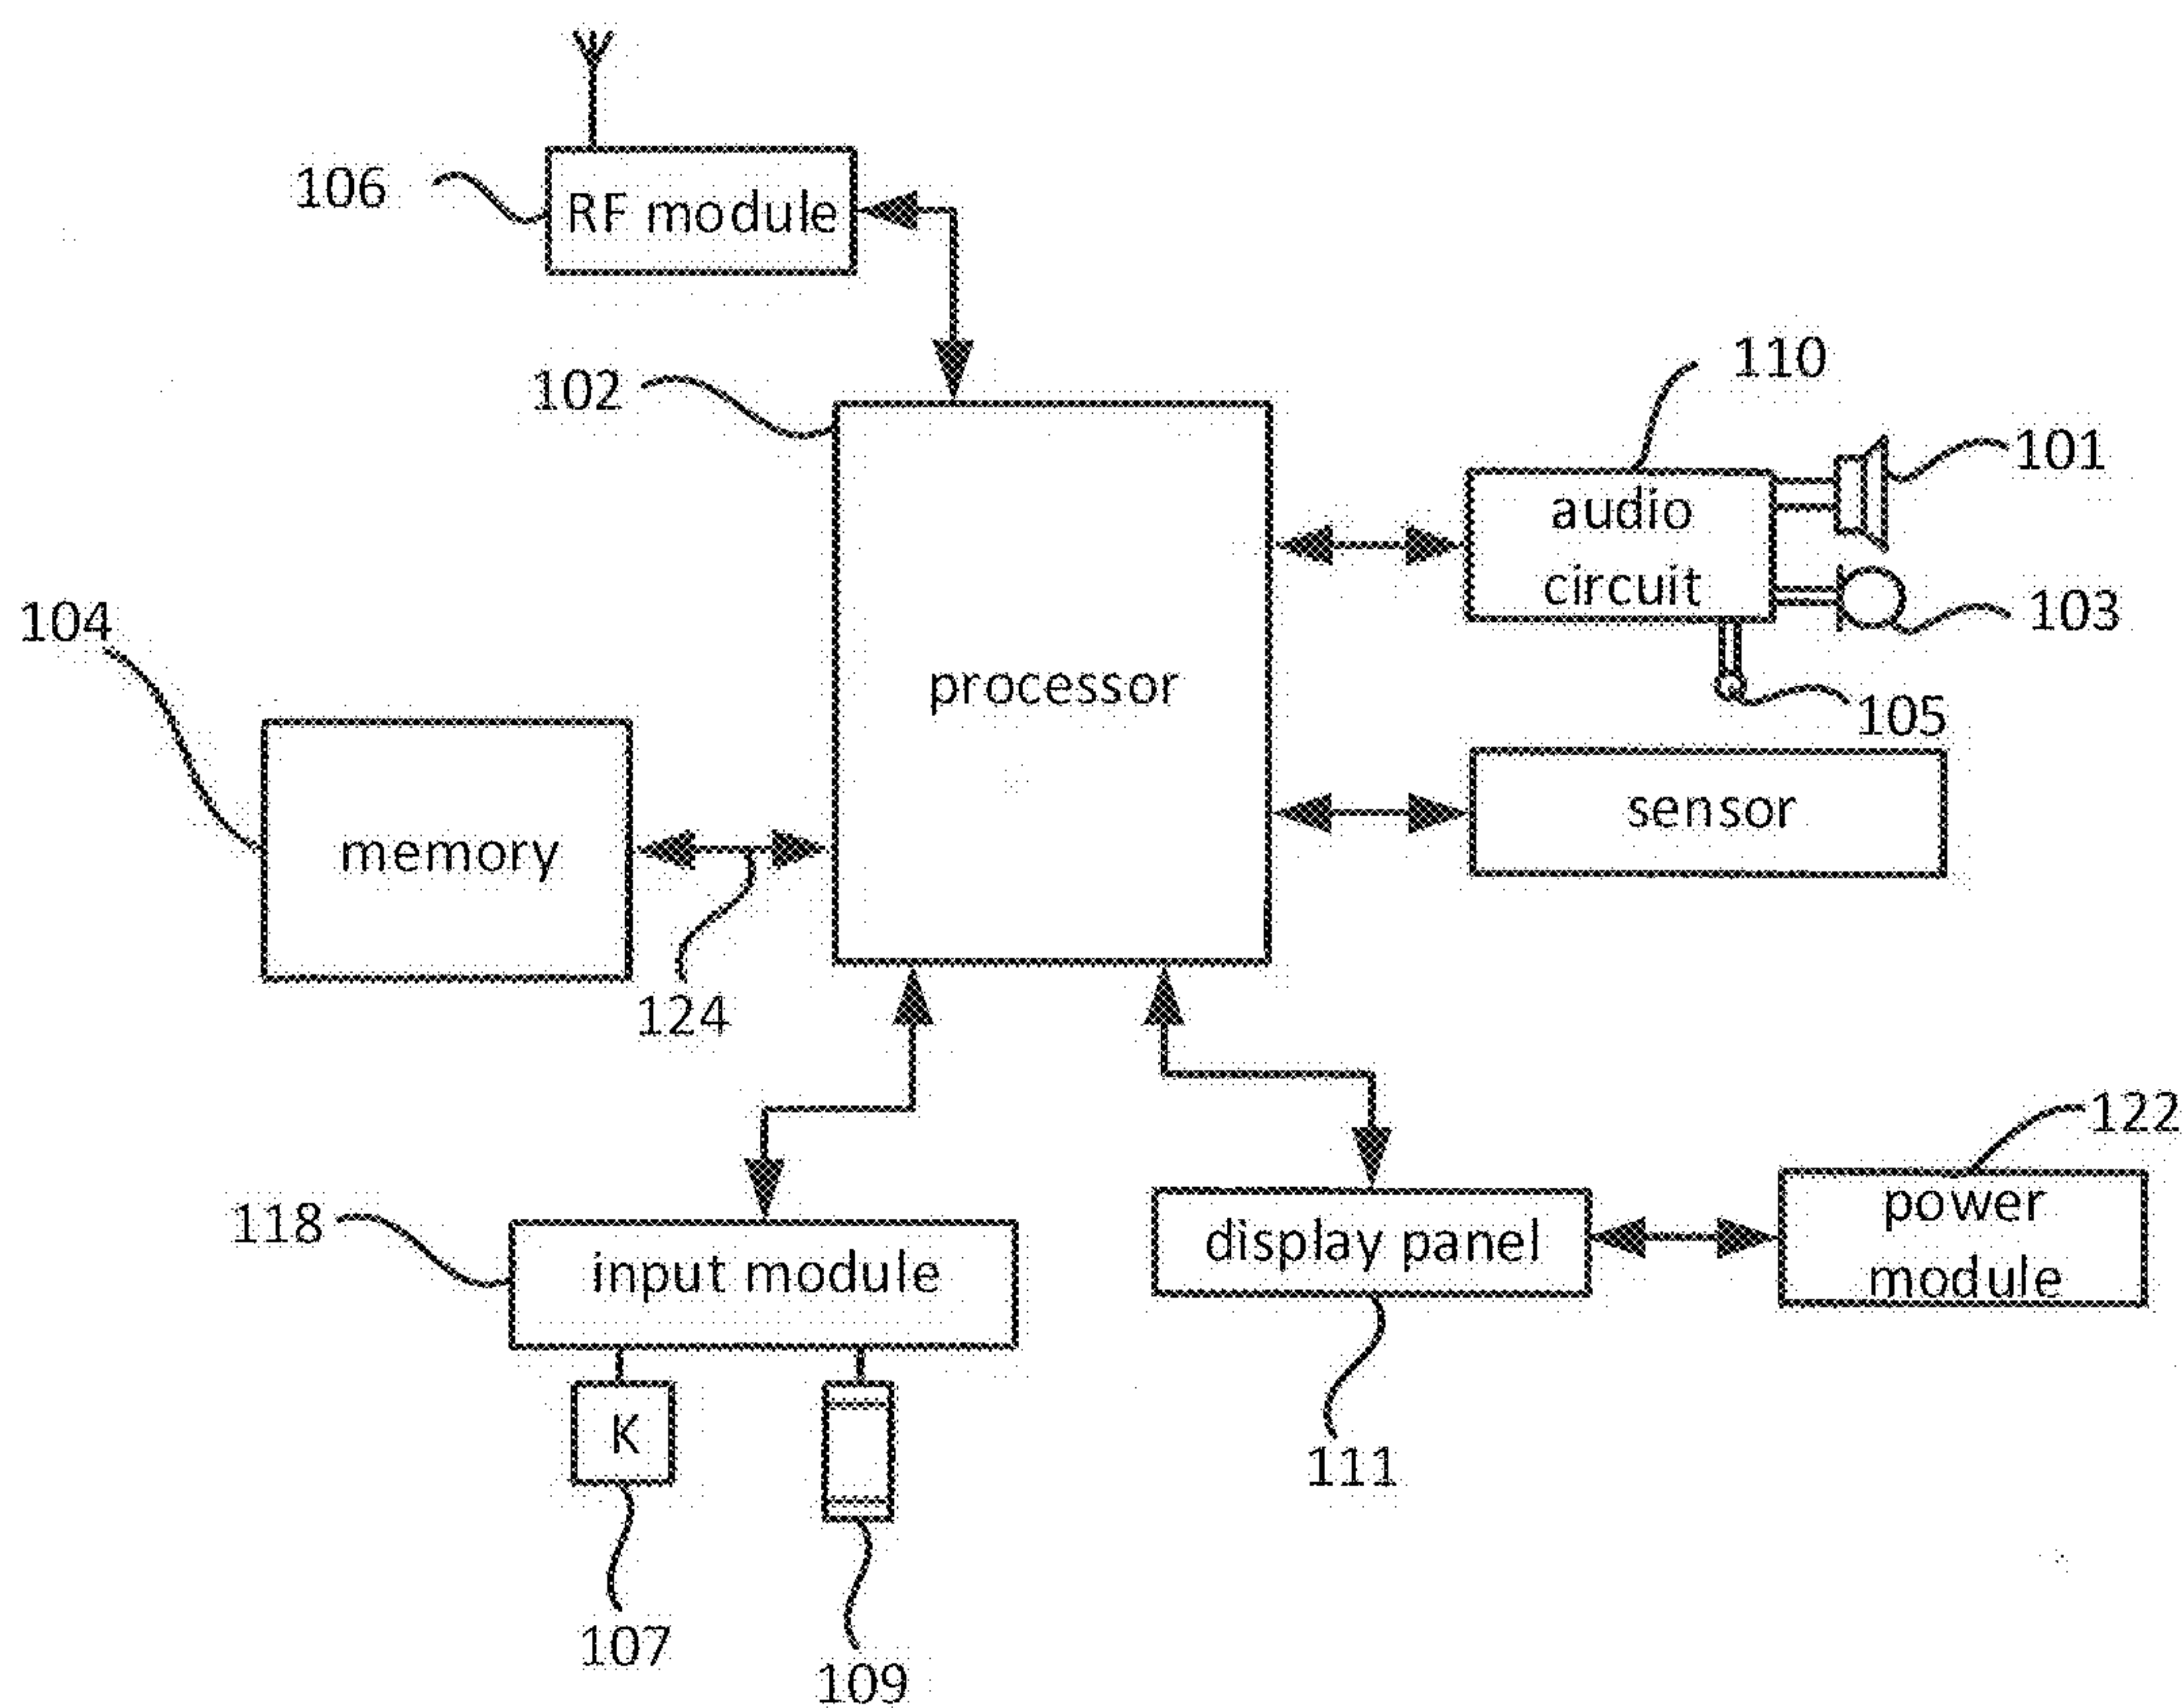 106
RF module
102
110
101
audio
circuit
103
104
processor
105
memory
sensor
124
122
118
input module
display panel
power
module
K
111
107
109